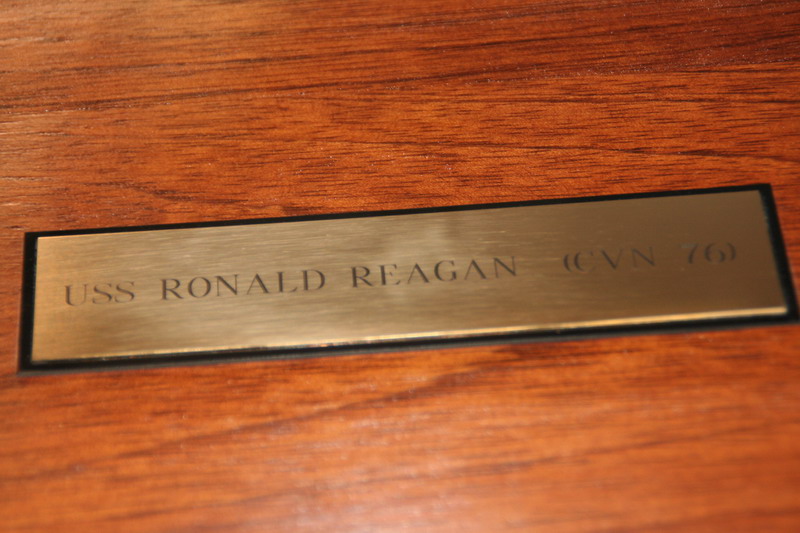 USS RONALD REAGAN (CVN 76)